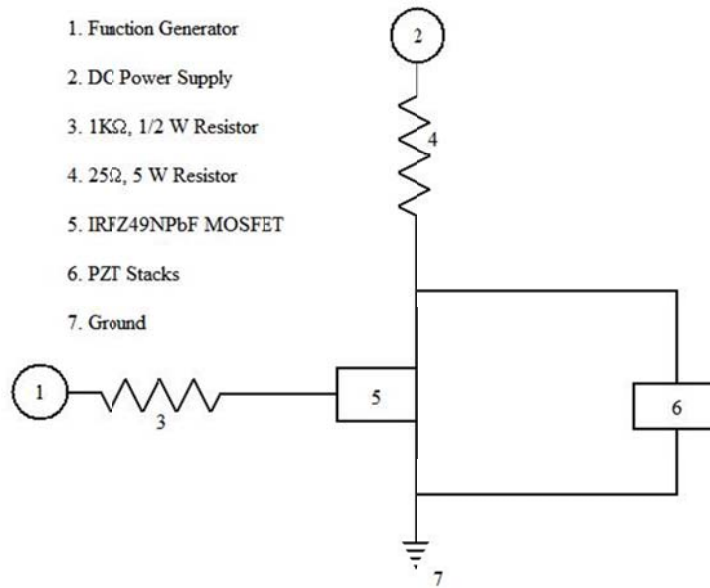 1. Function Generator
2. DC Power Supply
3. 1KΩ, 1/2 W Resistor
4. 25Ω, 5 W Resistor
5. IRFZ49NPbF MOSFET
6. PZT Stacks
7. Ground
2
4
1
3
5
6
7